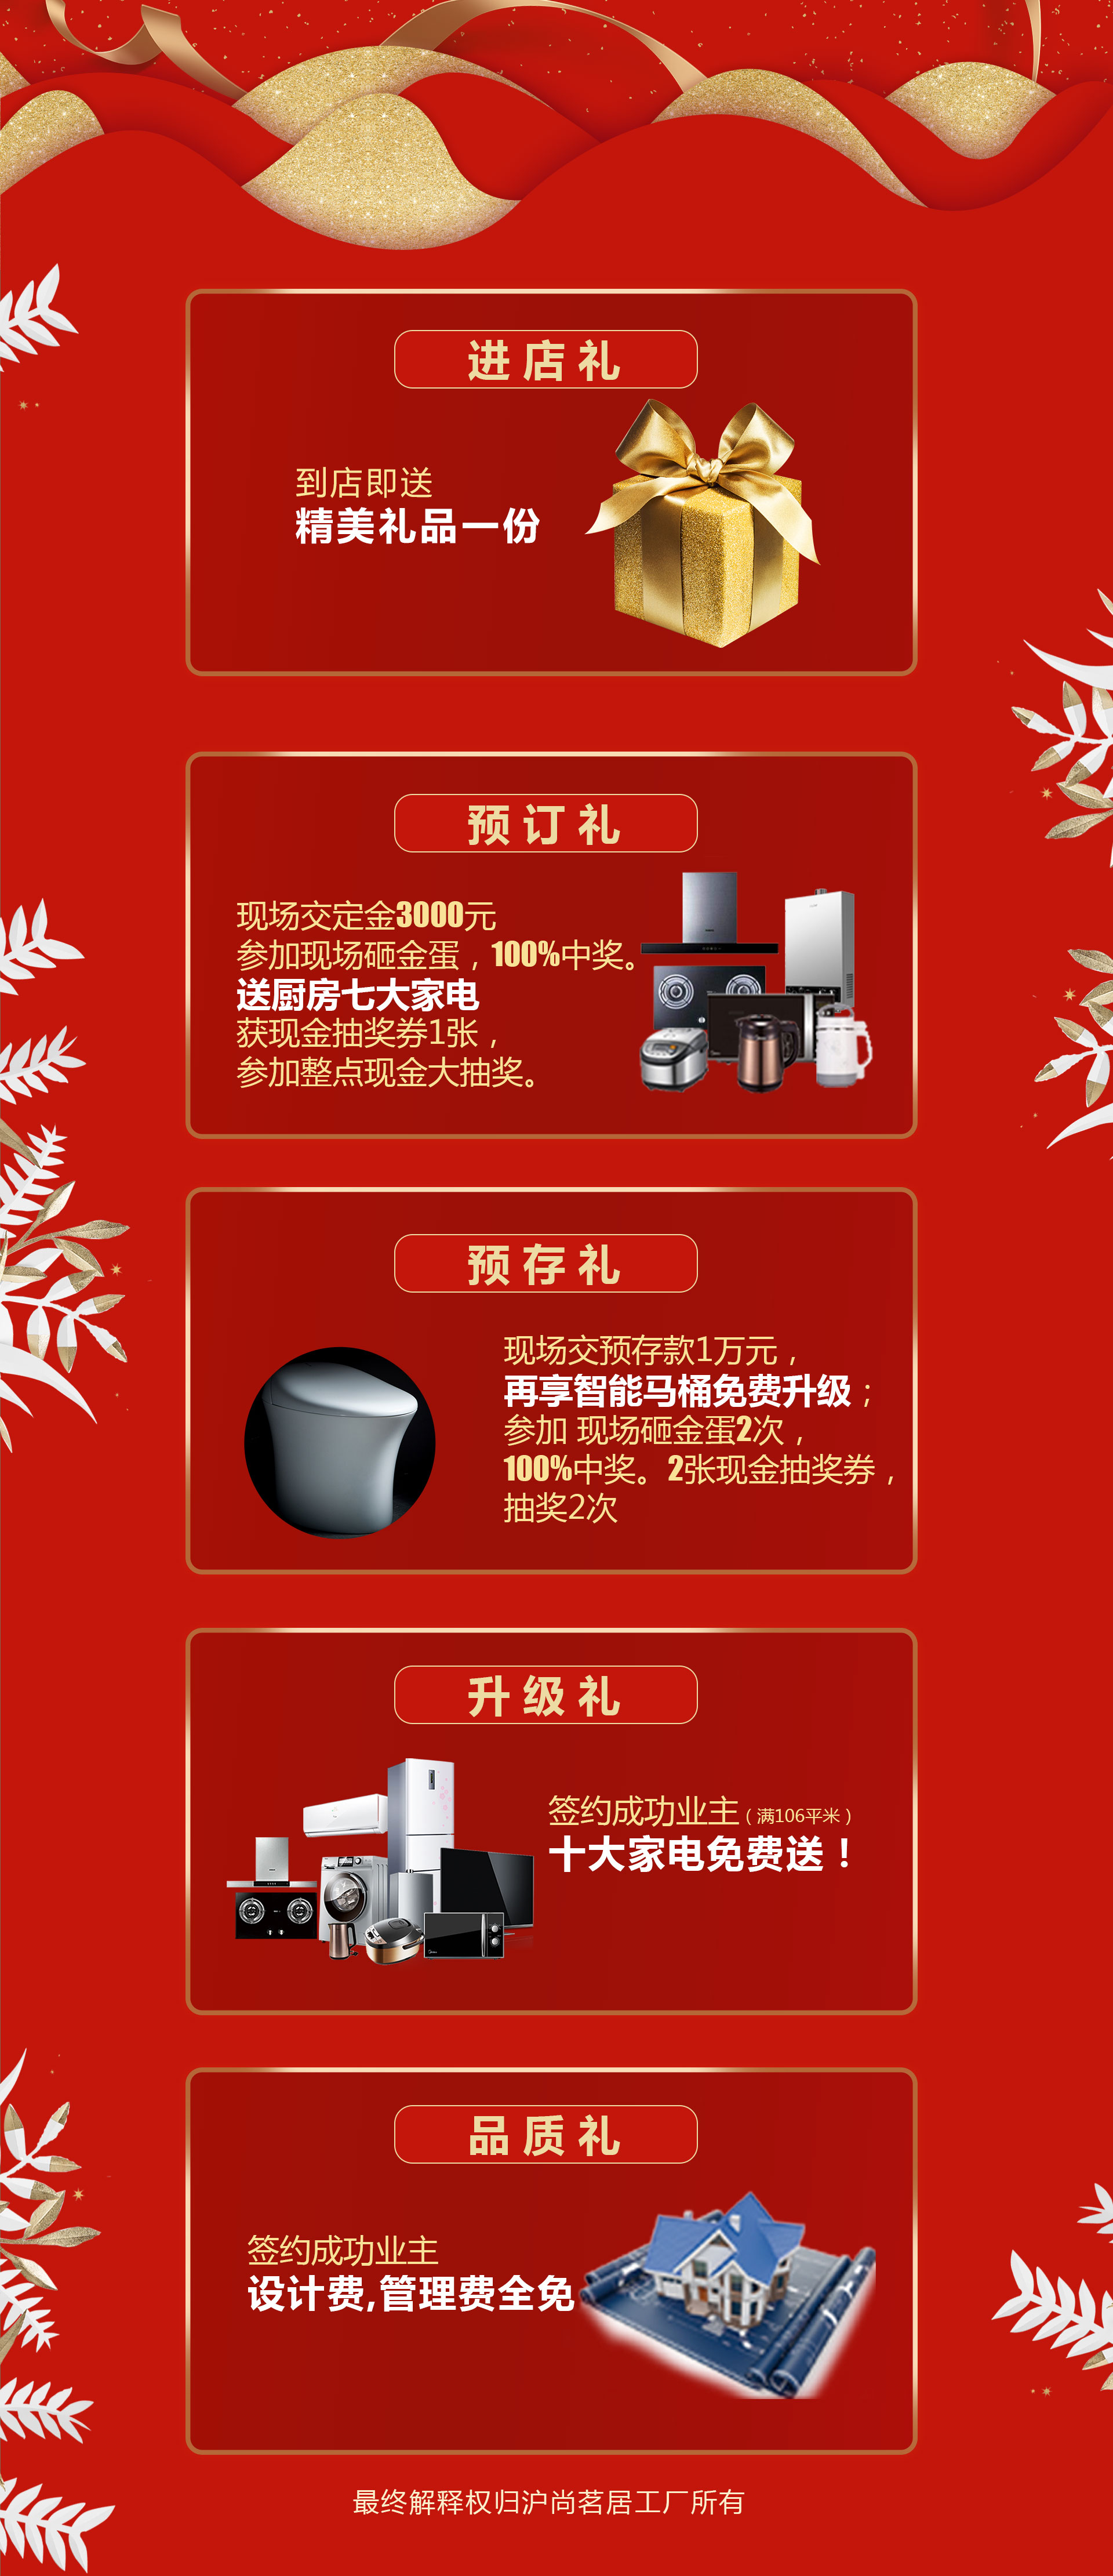 进店礼
到店即送
精美礼品一份
预订礼
现场交定金3000元
参加现场砸金蛋，100%中奖。
送厨房七大家电
获现金抽奖券1张，
参加整点现金大抽奖。
预存礼
现场交预存款1万元，
再享智能马桶免费升级；
参加 现场砸金蛋2次，
100%中奖。2张现金抽奖券，
抽奖2次
升级礼
签约成功业主（满106平米）
十大家电免费送！
品质礼
签约成功业主
设计费,管理费全免
最终解释权归沪尚茗居工厂所有